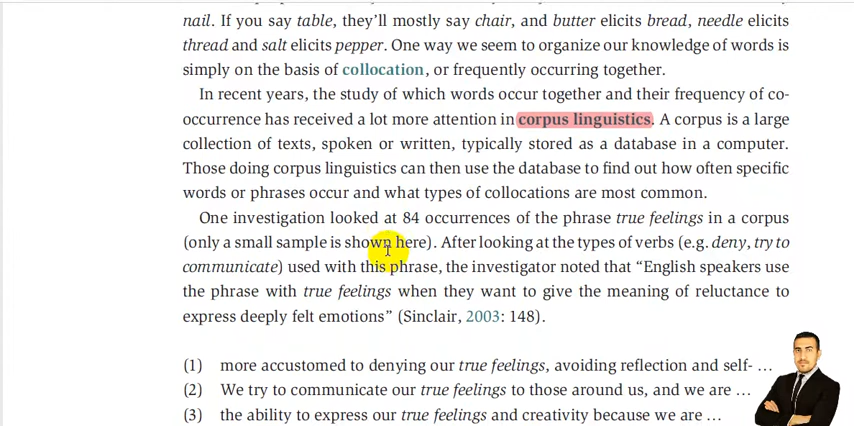 nail. If you say table, they’ll mostly say chair, and butter elicits bread, needle elicits
thread and salt elicits pepper. One way we seem to organize our knowledge of words is
simply on the basis of collocation, or frequently occurring together.
In recent years, the study of which words occur together and their frequency of co-
occurrence has received a lot more attention in corpus linguistics. A corpus is a large
collection of texts, spoken or written, typically stored as a database in a computer.
Those doing corpus linguistics can then use the database to find out how often specific
words or phrases occur and what types of collocations are most common.
One investigation looked at 84 occurrences of the phrase true feelings in a corpus
(only a small sample is shown here). After looking at the types of verbs (e.g. deny, try to
communicate) used with this phrase, the investigator noted that “English speakers use
the phrase with true feelings when they want to give the meaning of reluctance to
express deeply felt emotions” (Sinclair, 2003: 148).
(1) more accustomed to denying our true feelings, avoiding reflection and self- …
(2) We try to communicate our true feelings to those around us, and we are …
(3) the ability to express our true feelings and creativity because we are …